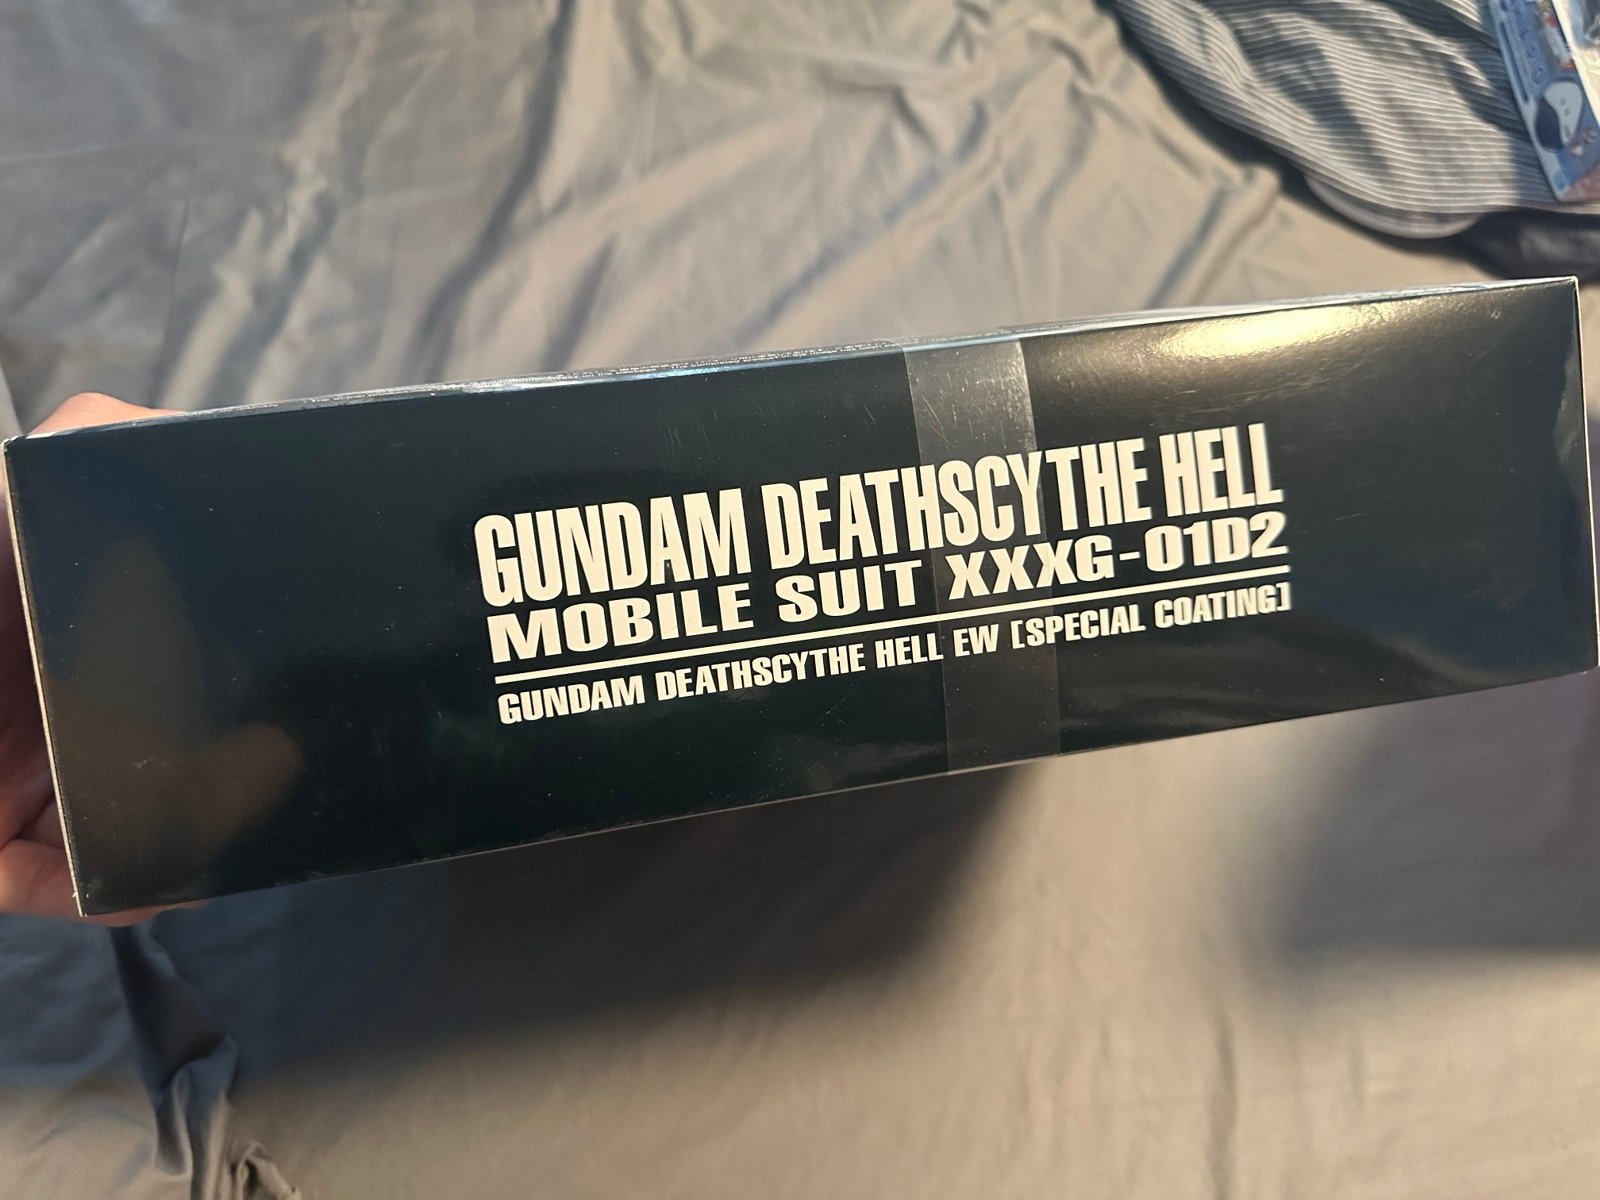 GUNDAM DEATHSCYTHE HELL
MOBILE SUIT XXXG-01D2
GUNDAM DEATHSCYTHE HELL EW [SPECIAL COATING]